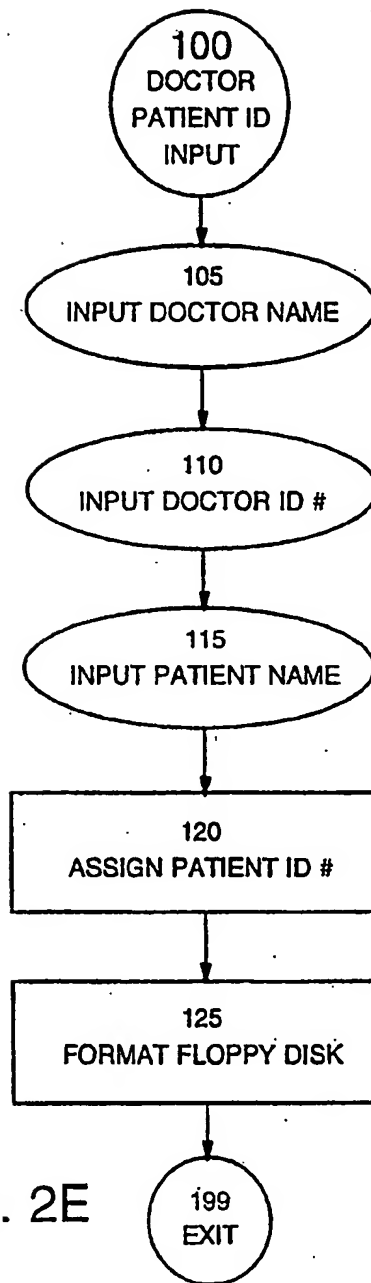 100
DOCTOR
PATIENT ID
INPUT
105
INPUT DOCTOR NAME
110
INPUT DOCTOR ID #
115
INPUT PATIENT NAME
120
ASSIGN PATIENT ID #
125
FORMAT FLOPPY DISK
. 2E
199
EXIT